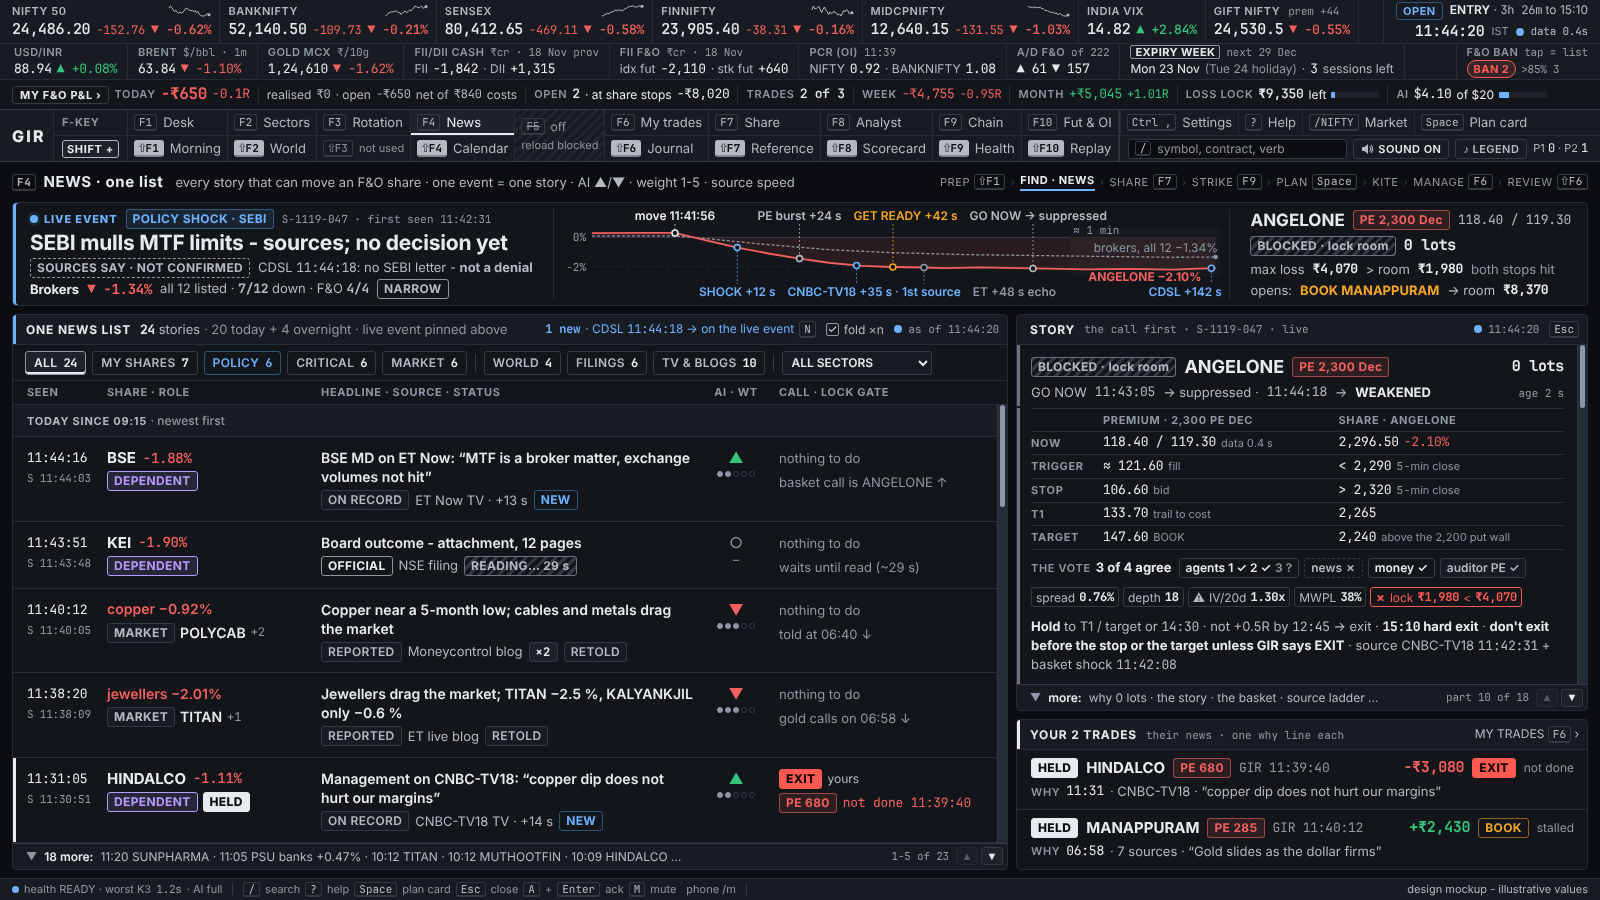 NIFTY 50 BANKNIFTY SENSEX FINNIFTY MIDCPNIFTY INDIA VIX GIFT NIFTY prem +44 OPEN ENTRY · 3h 26m to 15:10
24,486.20 -152.76 ▼ -0.62% 52,140.50 -109.73 ▼ -0.21% 80,412.65 -469.11 ▼ -0.58% 23,905.40 -38.31 ▼ -0.16% 12,640.15 -131.55 ▼ -1.03% 14.82 ▲ +2.84% 24,530.5 ▼ -0.55% 11:44:20 IST ● data 0.4s
USD/INR BRENT $/bbl · 1m GOLD MCX ₹/10g FII/DII CASH ₹cr · 18 Nov prov FII F&O ₹cr · 18 Nov PCR (OI) 11:39 A/D F&O of 222 EXPIRY WEEK next 29 Dec F&O BAN tap = list
88.94 ▲ +0.08% 63.84 ▼ -1.10% 1,24,610 ▼ -1.62% FII -1,842 · DII +1,315 idx fut -2,110 · stk fut +640 NIFTY 0.92 · BANKNIFTY 1.08 ▲ 61 ▼ 157 Mon 23 Nov (Tue 24 holiday) · 3 sessions left BAN 2 >85% 3
MY F&O P&L › TODAY -₹650 -0.1R realised ₹0 · open -₹650 net of ₹840 costs OPEN 2 · at share stops -₹8,020 TRADES 2 of 3 WEEK -₹4,755 -0.95R MONTH +₹5,045 +1.01R LOSS LOCK ₹9,350 left AI $4.10 of $20
GIR F-KEY F1 Desk F2 Sectors F3 Rotation F4 News F5 off F6 My trades F7 Share F8 Analyst F9 Chain F10 Fut & OI Ctrl , Settings ? Help /NIFTY Market Space Plan card
SHIFT + ⇧F1 Morning ⇧F2 World ⇧F3 not used ⇧F4 Calendar reload blocked ⇧F6 Journal ⇧F7 Reference ⇧F8 Scorecard ⇧F9 Health ⇧F10 Replay / symbol, contract, verb SOUND ON ♪ LEGEND P1 0 · P2 1
F4 NEWS · one list every story that can move an F&O share · one event = one story · AI ▲/▼ · weight 1-5 · source speed PREP ⇧F1 › FIND · NEWS › SHARE F7 › STRIKE F9 › PLAN Space › KITE › MANAGE F6 › REVIEW ⇧F6
● LIVE EVENT POLICY SHOCK · SEBI S-1119-047 · first seen 11:42:31
SEBI mulls MTF limits - sources; no decision yet
SOURCES SAY · NOT CONFIRMED CDSL 11:44:18: no SEBI letter - not a denial
Brokers ▼ -1.34% all 12 listed · 7/12 down · F&O 4/4 NARROW
move 11:41:56 PE burst +24 s GET READY +42 s GO NOW → suppressed
≈ 1 min
0%
brokers, all 12 −1.34%
-2%
ANGELONE −2.10%
SHOCK +12 s CNBC-TV18 +35 s · 1st source ET +48 s echo CDSL +142 s
ANGELONE PE 2,300 Dec 118.40 / 119.30
BLOCKED · lock room 0 lots
max loss ₹4,070 > room ₹1,980 both stops hit
opens: BOOK MANAPPURAM → room ₹8,370
ONE NEWS LIST 24 stories · 20 today + 4 overnight · live event pinned above 1 new · CDSL 11:44:18 → on the live event N fold ×n ● as of 11:44:20
ALL 24 MY SHARES 7 POLICY 6 CRITICAL 6 MARKET 6 WORLD 4 FILINGS 6 TV & BLOGS 10 ALL SECTORS
SEEN SHARE · ROLE HEADLINE · SOURCE · STATUS AI · WT CALL · LOCK GATE
TODAY SINCE 09:15 · newest first
11:44:16 BSE -1.88% BSE MD on ET Now: “MTF is a broker matter, exchange ▲ nothing to do
S 11:44:03 DEPENDENT volumes not hit” basket call is ANGELONE ↑
ON RECORD ET Now TV · +13 s NEW
11:43:51 KEI -1.90% Board outcome - attachment, 12 pages ○ nothing to do
S 11:43:48 DEPENDENT OFFICIAL NSE filing READING... 29 s – waits until read (~29 s)
11:40:12 copper −0.92% Copper near a 5-month low; cables and metals drag ▼ nothing to do
S 11:40:05 MARKET POLYCAB +2 the market told at 06:40 ↓
REPORTED Moneycontrol blog ×2 RETOLD
11:38:20 jewellers −2.01% Jewellers drag the market; TITAN −2.5 %, KALYANKJIL ▼ nothing to do
S 11:38:09 MARKET TITAN +1 only −0.6 % gold calls on 06:58 ↓
REPORTED ET live blog RETOLD
11:31:05 HINDALCO -1.11% Management on CNBC-TV18: “copper dip does not ▲ EXIT yours
S 11:30:51 DEPENDENT HELD hurt our margins” PE 680 not done 11:39:40
ON RECORD CNBC-TV18 TV · +14 s NEW
▼ 18 more: 11:20 SUNPHARMA · 11:05 PSU banks +0.47% · 10:12 TITAN · 10:12 MUTHOOTFIN · 10:09 HINDALCO ... 1-5 of 23 ▲ ▼
STORY the call first · S-1119-047 · live ● 11:44:20 Esc
BLOCKED · lock room ANGELONE PE 2,300 Dec 0 lots
GO NOW 11:43:05 → suppressed · 11:44:18 → WEAKENED age 2 s
PREMIUM · 2,300 PE DEC SHARE · ANGELONE
NOW 118.40 / 119.30 data 0.4 s 2,296.50 -2.10%
TRIGGER ≈ 121.60 fill < 2,290 5-min close
STOP 106.60 bid > 2,320 5-min close
T1 133.70 trail to cost 2,265
TARGET 147.60 BOOK 2,240 above the 2,200 put wall
THE VOTE 3 of 4 agree agents 1 ✓ 2 ✓ 3 ? news × money ✓ auditor PE ✓
spread 0.76% depth 18 ⚠ IV/20d 1.30x MWPL 38% × lock ₹1,980 < ₹4,070
Hold to T1 / target or 14:30 · not +0.5R by 12:45 → exit · 15:10 hard exit · don't exit
before the stop or the target unless GIR says EXIT · source CNBC-TV18 11:42:31 +
basket shock 11:42:08
▼ more: why 0 lots · the story · the basket · source ladder ... part 10 of 18 ▲ ▼
YOUR 2 TRADES their news · one why line each MY TRADES F6 ›
HELD HINDALCO PE 680 GIR 11:39:40 -₹3,080 EXIT not done
WHY 11:31 · CNBC-TV18 · “copper dip does not hurt our margins”
HELD MANAPPURAM PE 285 GIR 11:40:12 +₹2,430 BOOK stalled
WHY 06:58 · 7 sources · “Gold slides as the dollar firms”
● health READY · worst K3 1.2s · AI full / search ? help Space plan card Esc close A + Enter ack M mute phone /m design mockup - illustrative values